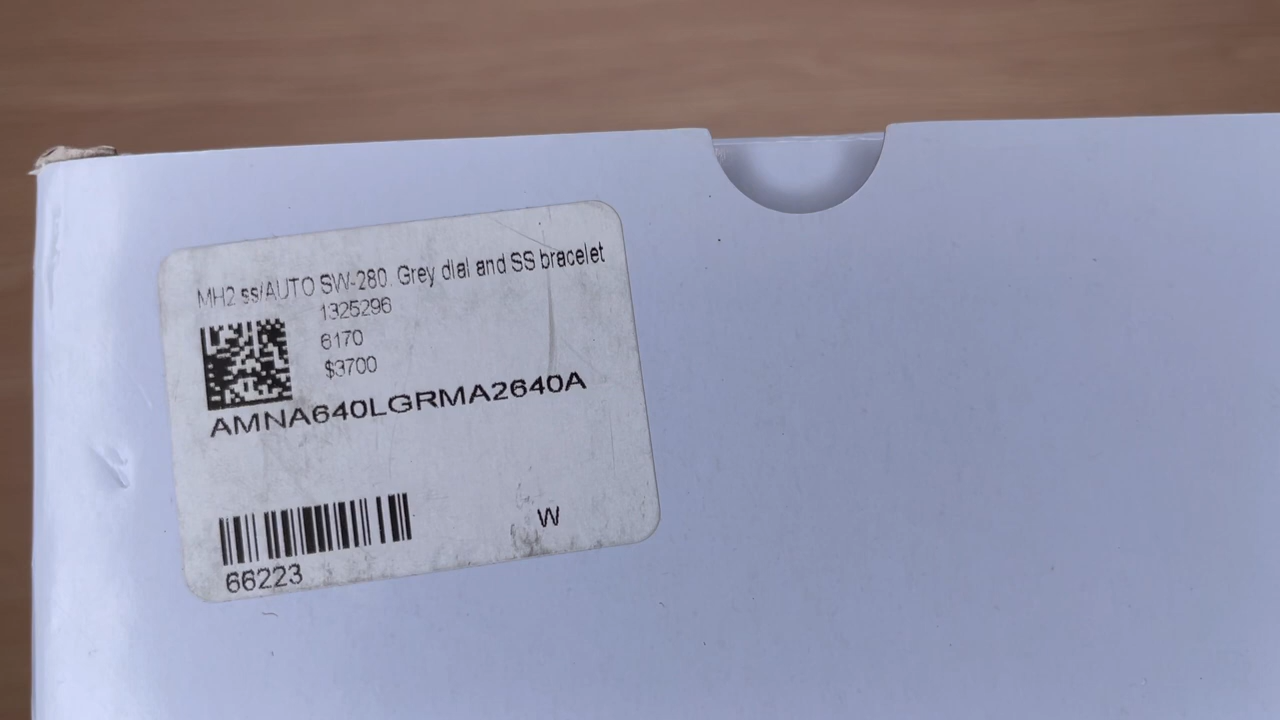 MH2 ss/AUTO SW-280. Grey dial and SS bracelet
1325296
6170
$3700
AMNA640LGRMA2640A
66223
W